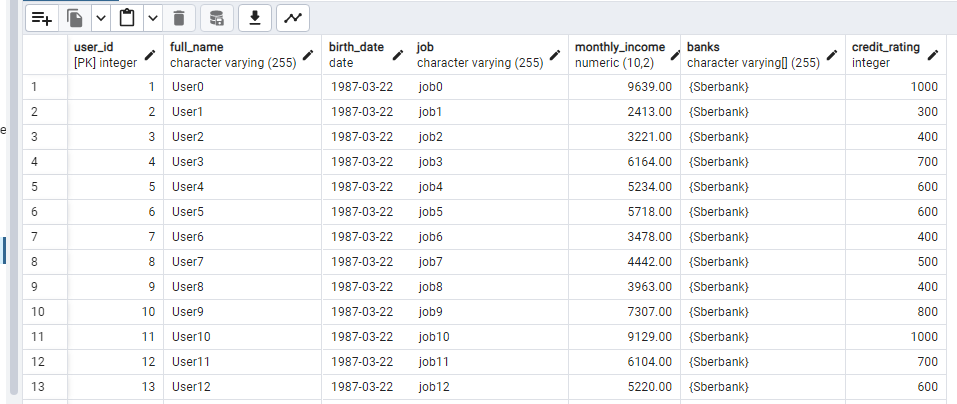 user_id full_name birth_date job monthly_income banks credit_rating
[PK] integer character varying (255) date character varying (255) numeric (10,2) character varying[] (255) integer
1 1 User0 1987-03-22 job0 9639.00 {Sberbank} 1000
2 2 User1 1987-03-22 job1 2413.00 {Sberbank} 300
3 3 User2 1987-03-22 job2 3221.00 {Sberbank} 400
e
4 4 User3 1987-03-22 job3 6164.00 {Sberbank} 700
5 5 User4 1987-03-22 job4 5234.00 {Sberbank} 600
6 6 User5 1987-03-22 job5 5718.00 {Sberbank} 600
7 7 User6 1987-03-22 job6 3478.00 {Sberbank} 400
8 8 User7 1987-03-22 job7 4442.00 {Sberbank} 500
9 9 User8 1987-03-22 job8 3963.00 {Sberbank} 400
10 10 User9 1987-03-22 job9 7307.00 {Sberbank} 800
11 11 User10 1987-03-22 job10 9129.00 {Sberbank} 1000
12 12 User11 1987-03-22 job11 6104.00 {Sberbank} 700
13 13 User12 1987-03-22 job12 5220.00 {Sberbank} 600